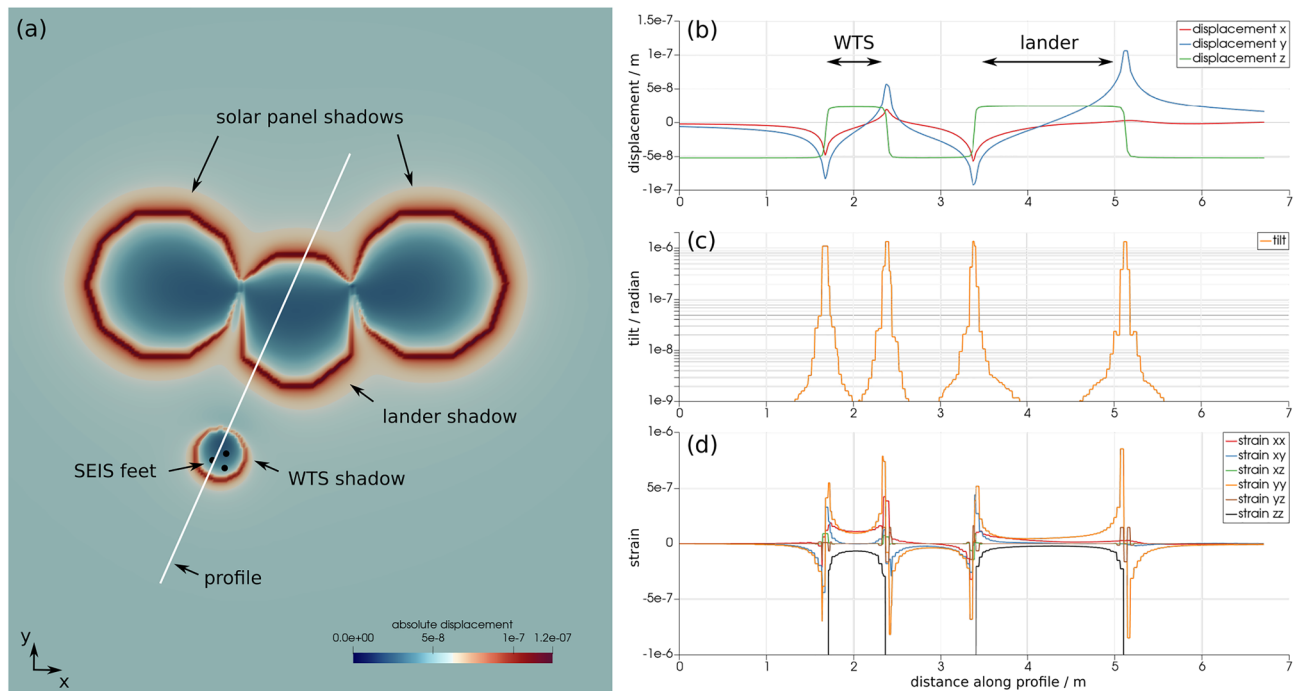 (a)
solar panel shadows
lander shadow
SEIS feet
WTS shadow
profile
absolute displacement
0.0e+00 5e-8 1e-7 1.2e-07
y
x
(b)
WTS
lander
displacement x
displacement y
displacement z
displacement / m
1.5e-7
1e-7
5e-8
0
-5e-8
-1e-7
0 1 2 3 4 5 6 7
(c)
tilt
tilt / radian
1e-6
1e-7
1e-8
1e-9
0 1 2 3 4 5 6 7
(d)
strain xx
strain xy
strain xz
strain yy
strain yz
strain zz
strain
1e-6
5e-7
0
-5e-7
-1e-6
0 1 2 3 4 5 6 7
distance along profile / m